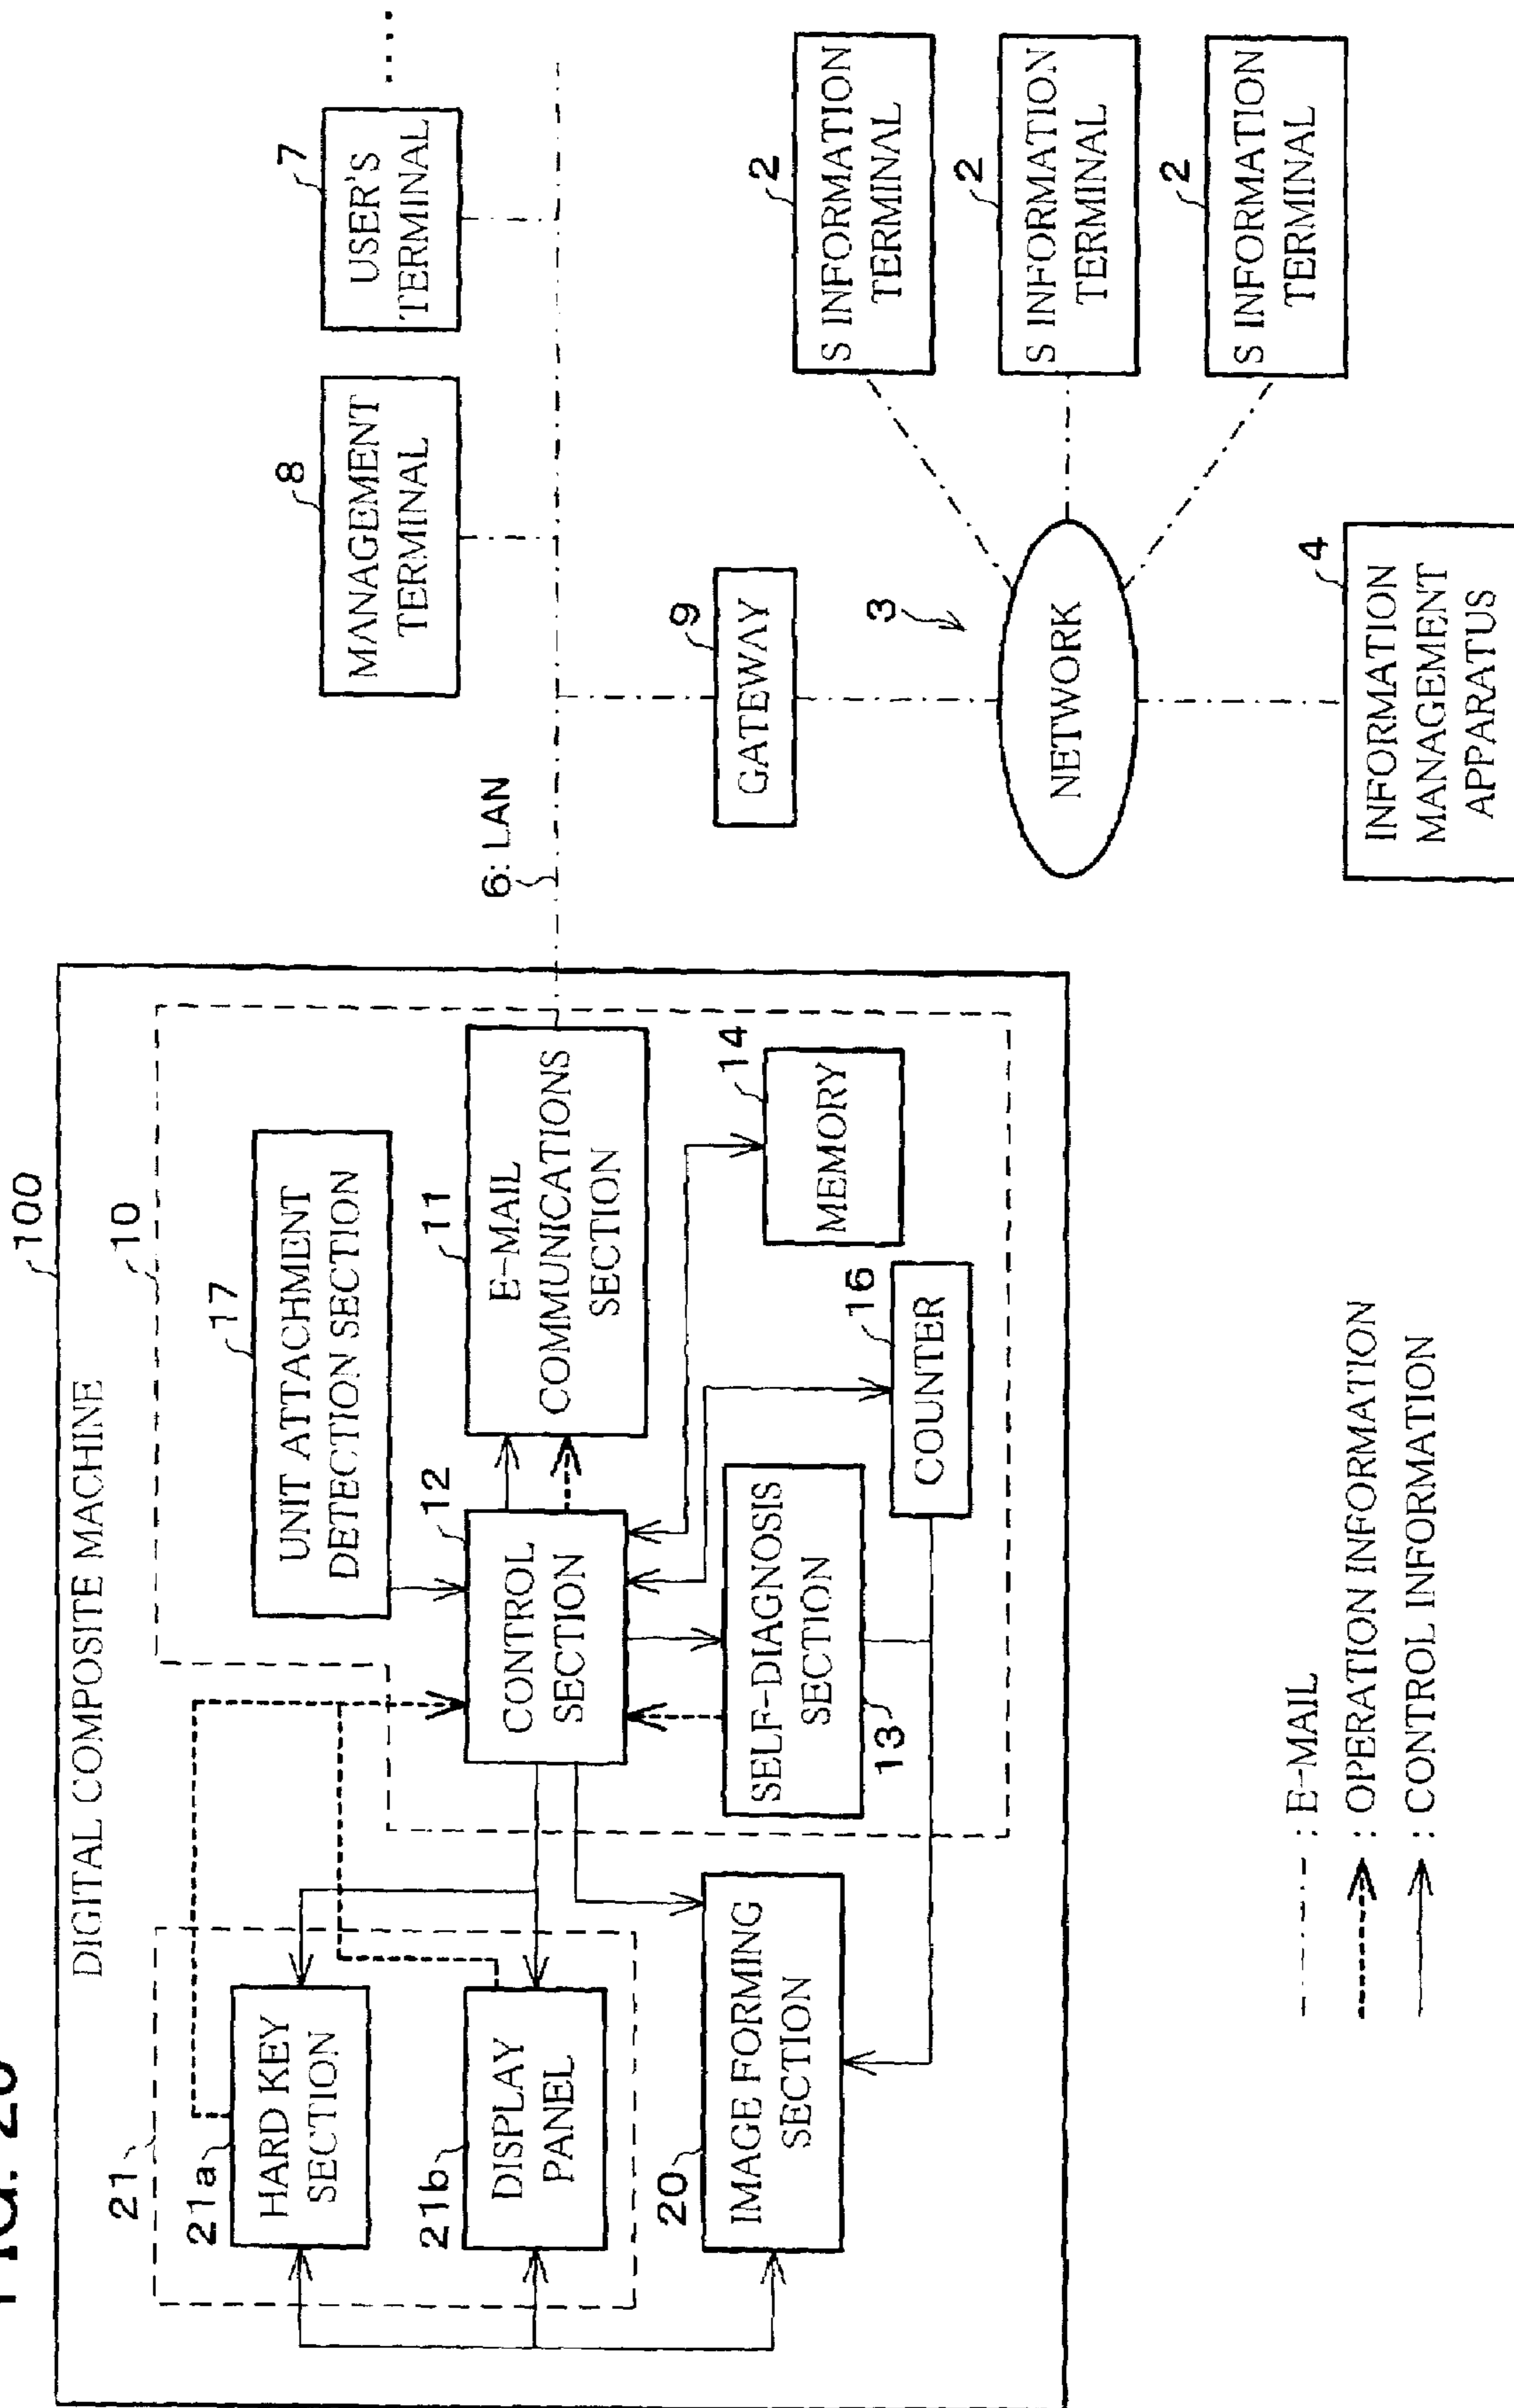 100
DIGITAL COMPOSITE MACHINE
10
17
UNIT ATTACHMENT
DETECTION SECTION
21
21a
HARD KEY
SECTION
12
CONTROL
SECTION
11
E-MAIL
COMMUNICATIONS
SECTION
21b
DISPLAY
PANEL
14
MEMORY
20
IMAGE FORMING
SECTION
SELF-DIAGNOSIS
SECTION
13
16
COUNTER
6: LAN
8
MANAGEMENT
TERMINAL
7
USER'S
TERMINAL
....
9
GATEWAY
3
NETWORK
2
S INFORMATION
TERMINAL
2
S INFORMATION
TERMINAL
2
S INFORMATION
TERMINAL
4
INFORMATION
MANAGEMENT
APPARATUS
: E-MAIL
: OPERATION INFORMATION
: CONTROL INFORMATION